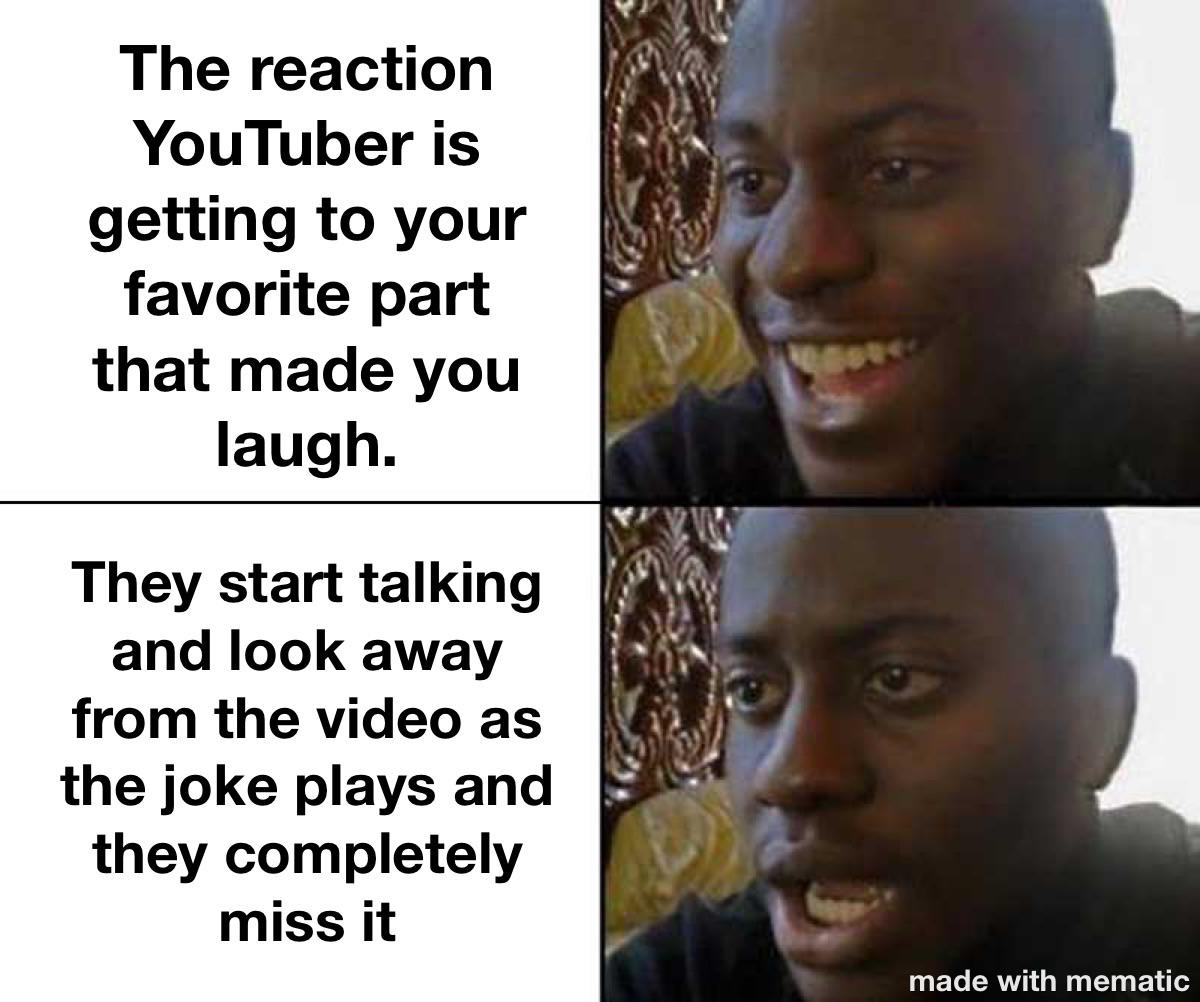 The reaction
YouTuber is
getting to your
favorite part
that made you
laugh.
They start talking
and look away
from the video as
the joke plays and
they completely
miss it
made with mematic